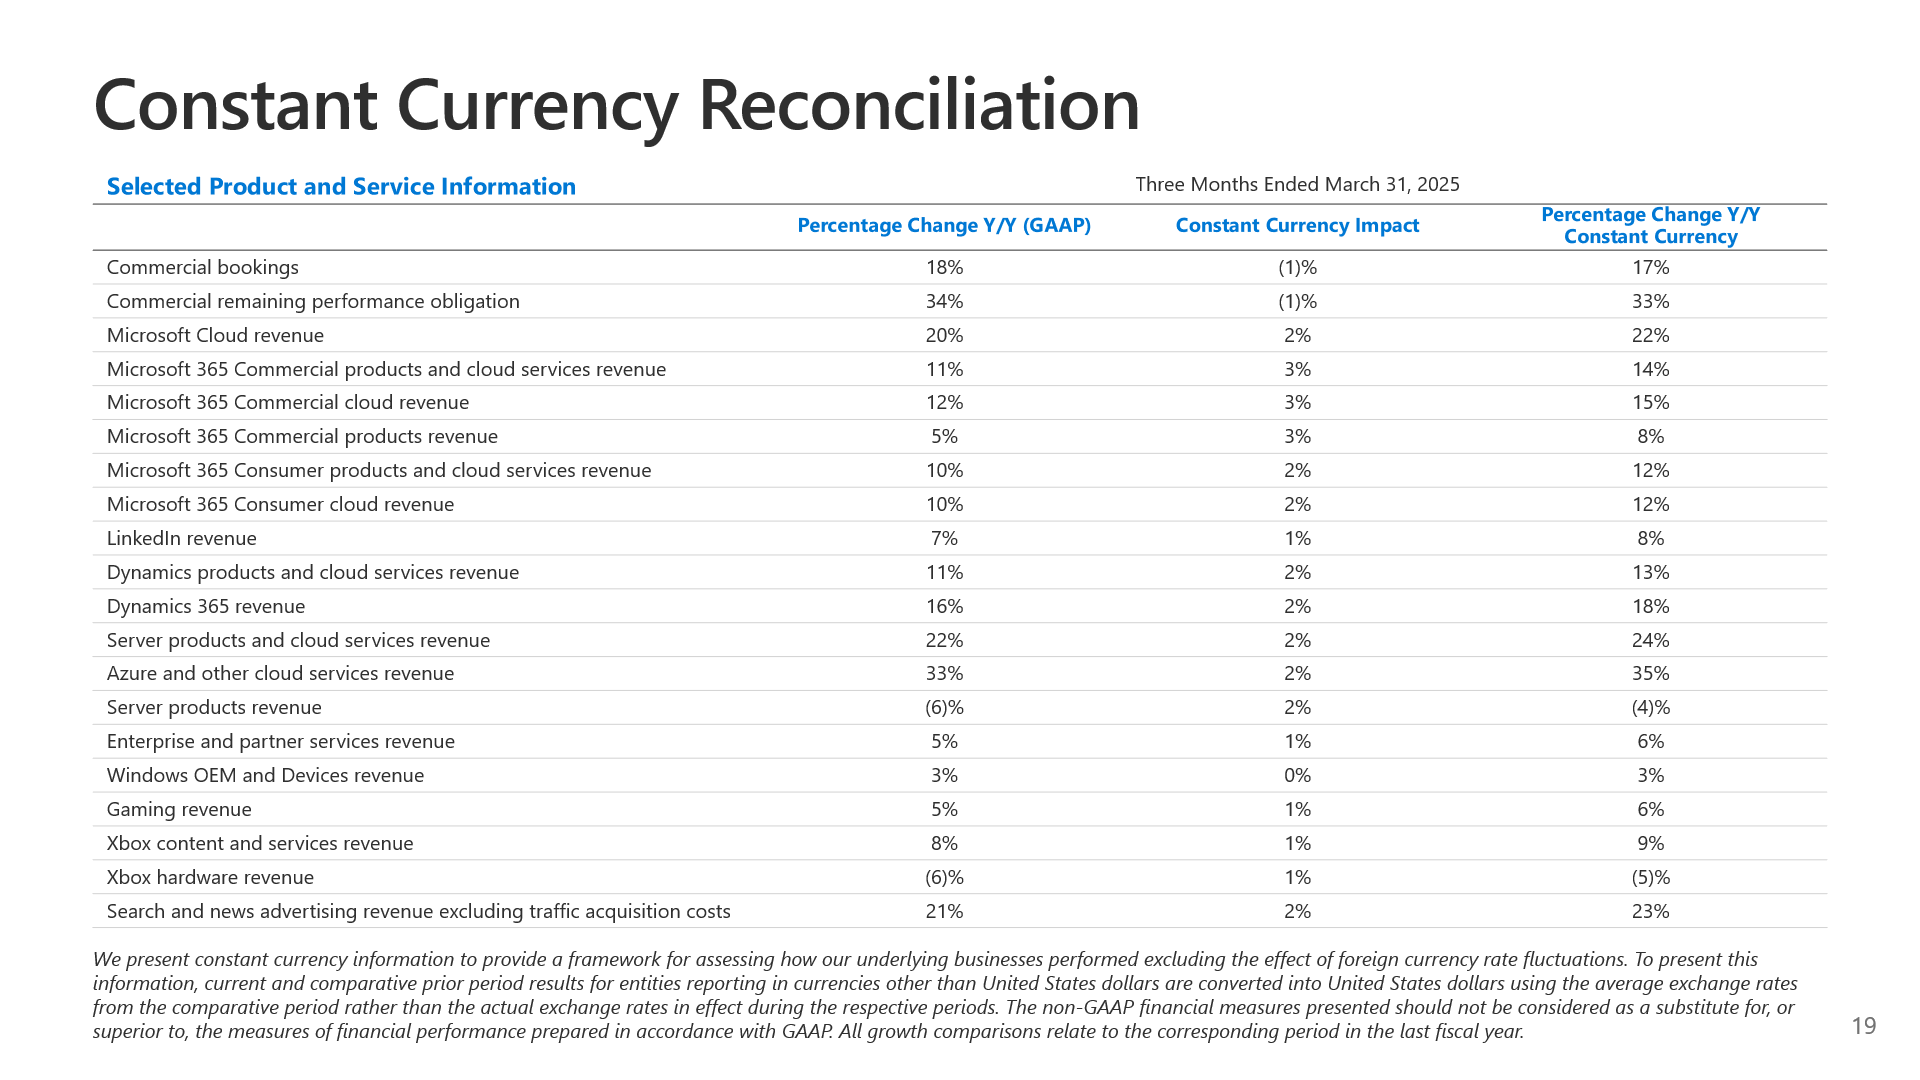 Constant Currency Reconciliation
Selected Product and Service Information Three Months Ended March 31, 2025
Percentage Change Y/Y (GAAP) Constant Currency Impact Percentage Change Y/Y Constant Currency
Commercial bookings 18% (1)% 17%
Commercial remaining performance obligation 34% (1)% 33%
Microsoft Cloud revenue 20% 2% 22%
Microsoft 365 Commercial products and cloud services revenue 11% 3% 14%
Microsoft 365 Commercial cloud revenue 12% 3% 15%
Microsoft 365 Commercial products revenue 5% 3% 8%
Microsoft 365 Consumer products and cloud services revenue 10% 2% 12%
Microsoft 365 Consumer cloud revenue 10% 2% 12%
LinkedIn revenue 7% 1% 8%
Dynamics products and cloud services revenue 11% 2% 13%
Dynamics 365 revenue 16% 2% 18%
Server products and cloud services revenue 22% 2% 24%
Azure and other cloud services revenue 33% 2% 35%
Server products revenue (6)% 2% (4)%
Enterprise and partner services revenue 5% 1% 6%
Windows OEM and Devices revenue 3% 0% 3%
Gaming revenue 5% 1% 6%
Xbox content and services revenue 8% 1% 9%
Xbox hardware revenue (6)% 1% (5)%
Search and news advertising revenue excluding traffic acquisition costs 21% 2% 23%
We present constant currency information to provide a framework for assessing how our underlying businesses performed excluding the effect of foreign currency rate fluctuations. To present this
information, current and comparative prior period results for entities reporting in currencies other than United States dollars are converted into United States dollars using the average exchange rates
from the comparative period rather than the actual exchange rates in effect during the respective periods. The non-GAAP financial measures presented should not be considered as a substitute for, or
superior to, the measures of financial performance prepared in accordance with GAAP. All growth comparisons relate to the corresponding period in the last fiscal year.
19